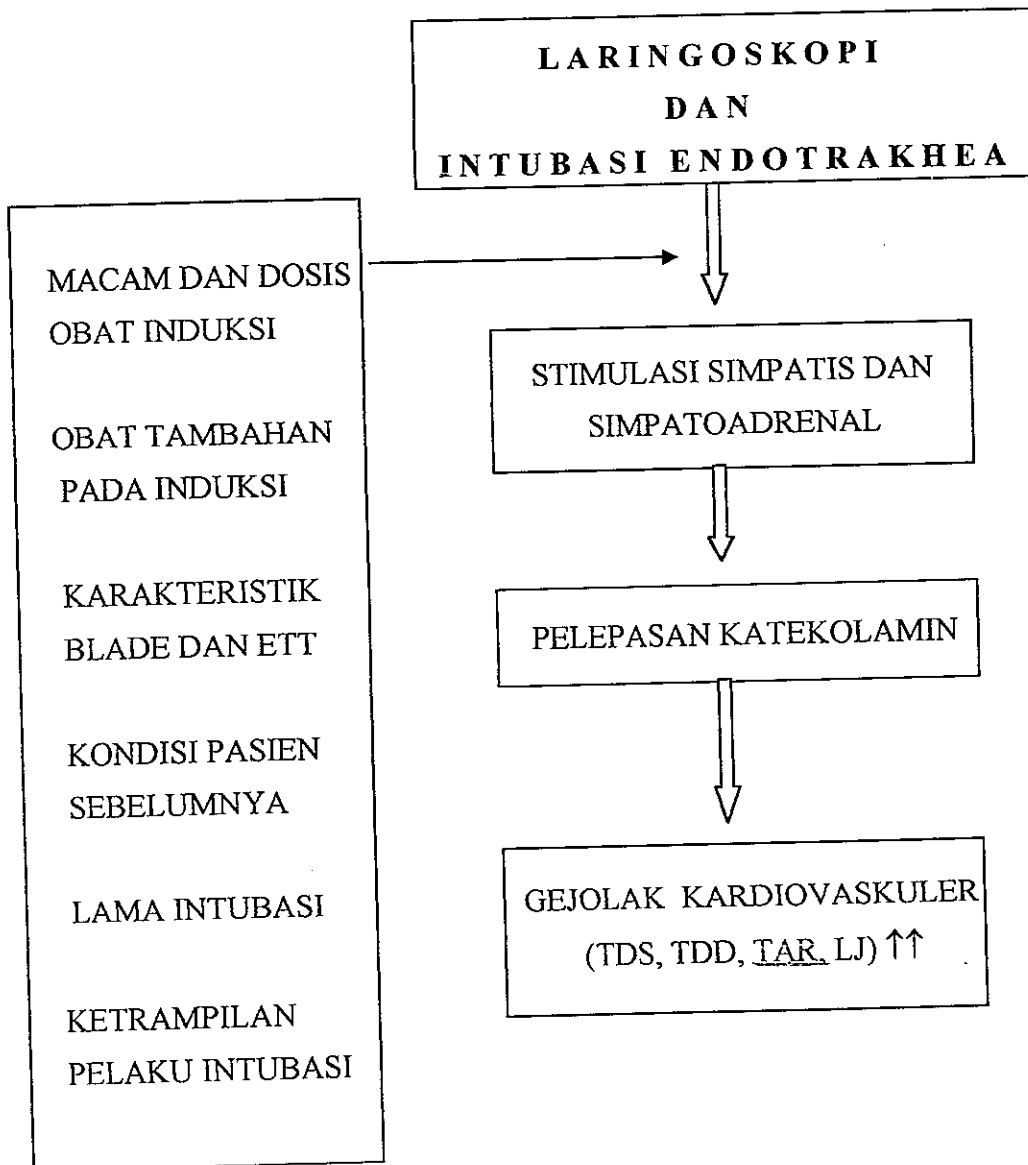 LARINGOSKOPI
DAN
INTUBASI ENDOTRAKHEA
MACAM DAN DOSIS
OBAT INDUKSI
OBAT TAMBAHAN
PADA INDUKSI
KARAKTERISTIK
BLADE DAN ETT
KONDISI PASIEN
SEBELUMNYA
LAMA INTUBASI
KETRAMPILAN
PELAKU INTUBASI
STIMULASI SIMPATIS DAN
SIMPATOADRENAL
PELEPASAN KATEKOLAMIN
GEJOLAK KARDIOVASKULER
(TDS, TDD, TAR, LJ) ↑↑